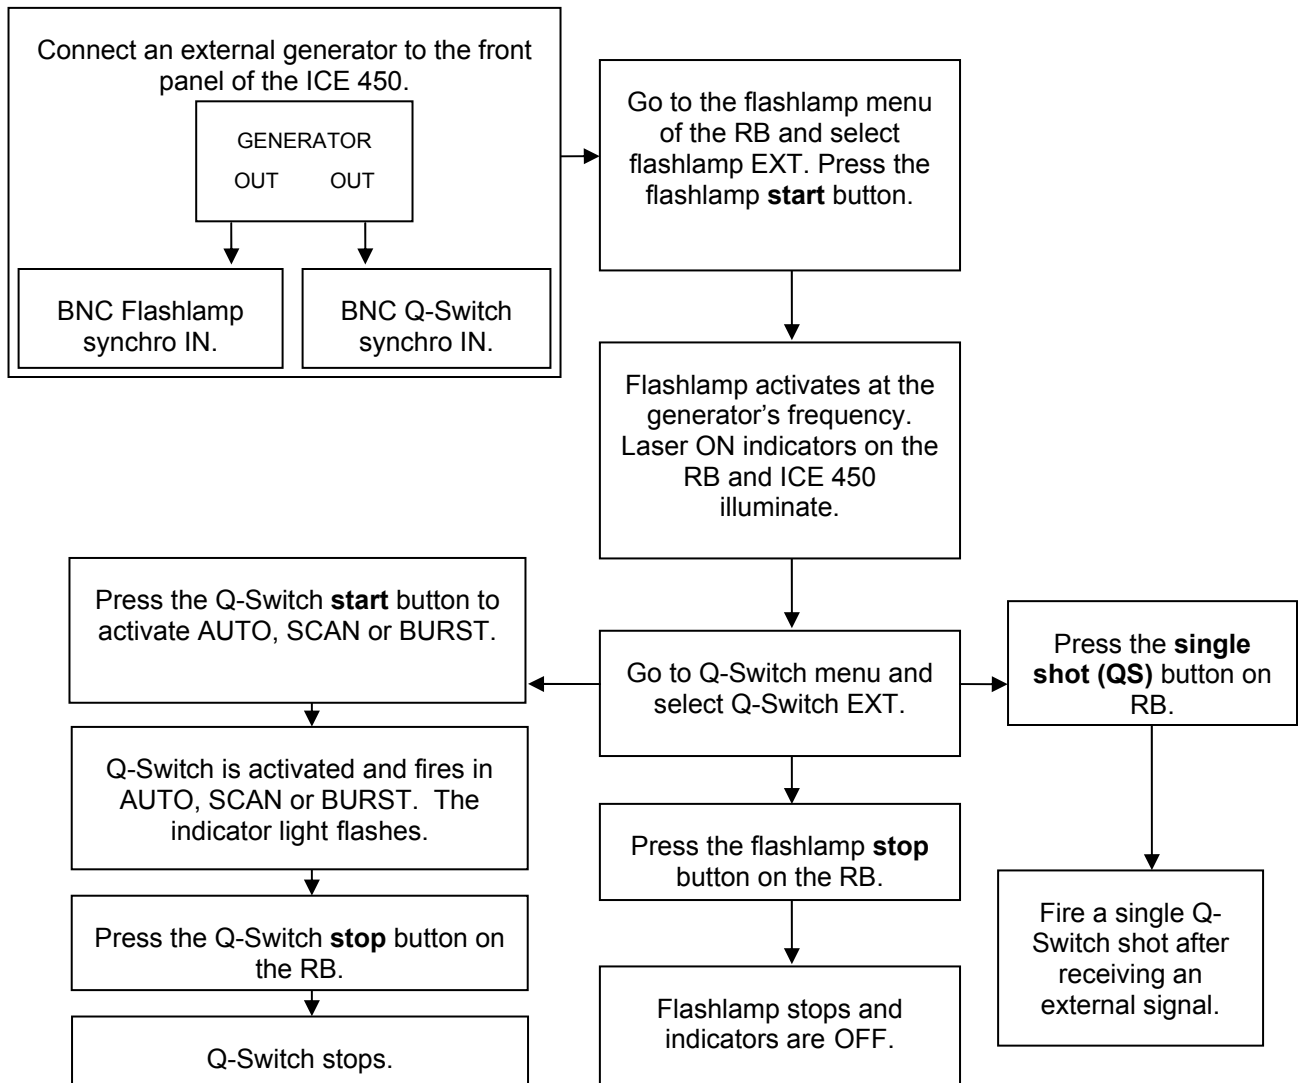 Connect an external generator to the front
panel of the ICE 450.
GENERATOR
OUT OUT
BNC Flashlamp
synchro IN.
BNC Q-Switch
synchro IN.
Go to the flashlamp menu
of the RB and select
flashlamp EXT. Press the
flashlamp start button.
Flashlamp activates at the
generator’s frequency.
Laser ON indicators on the
RB and ICE 450
illuminate.
Go to Q-Switch menu and
select Q-Switch EXT.
Press the Q-Switch start button to
activate AUTO, SCAN or BURST.
Q-Switch is activated and fires in
AUTO, SCAN or BURST. The
indicator light flashes.
Press the Q-Switch stop button on
the RB.
Q-Switch stops.
Press the flashlamp stop
button on the RB.
Flashlamp stops and
indicators are OFF.
Press the single
shot (QS) button on
RB.
Fire a single Q-
Switch shot after
receiving an
external signal.